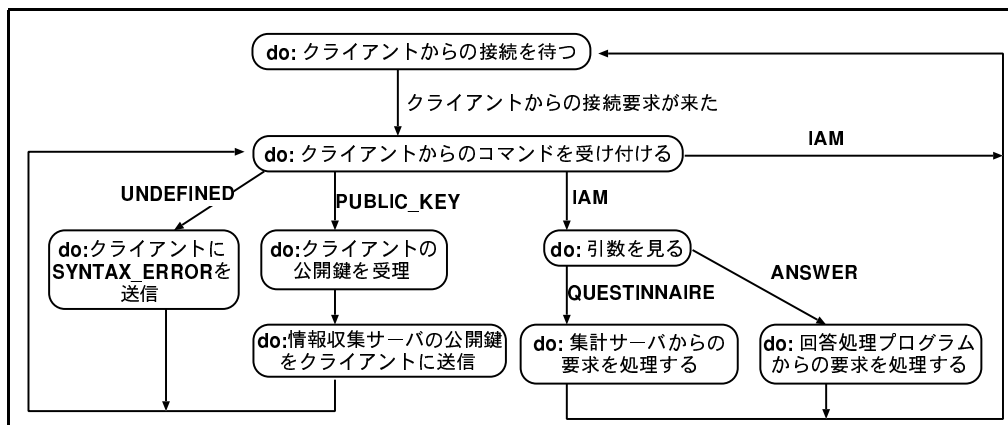 do: クライアントからの接続を待つ
クライアントからの接続要求が来た
do: クライアントからのコマンドを受け付ける
IAM
UNDEFINED
PUBLIC_KEY
IAM
do:クライアントに
SYNTAX_ERRORを
送信
do:クライアントの
公開鍵を受理
do: 引数を見る
QUESTINNAIRE
ANSWER
do:情報収集サーバの公開鍵
をクライアントに送信
do: 集計サーバからの
要求を処理する
do: 回答処理プログラム
からの要求を処理する